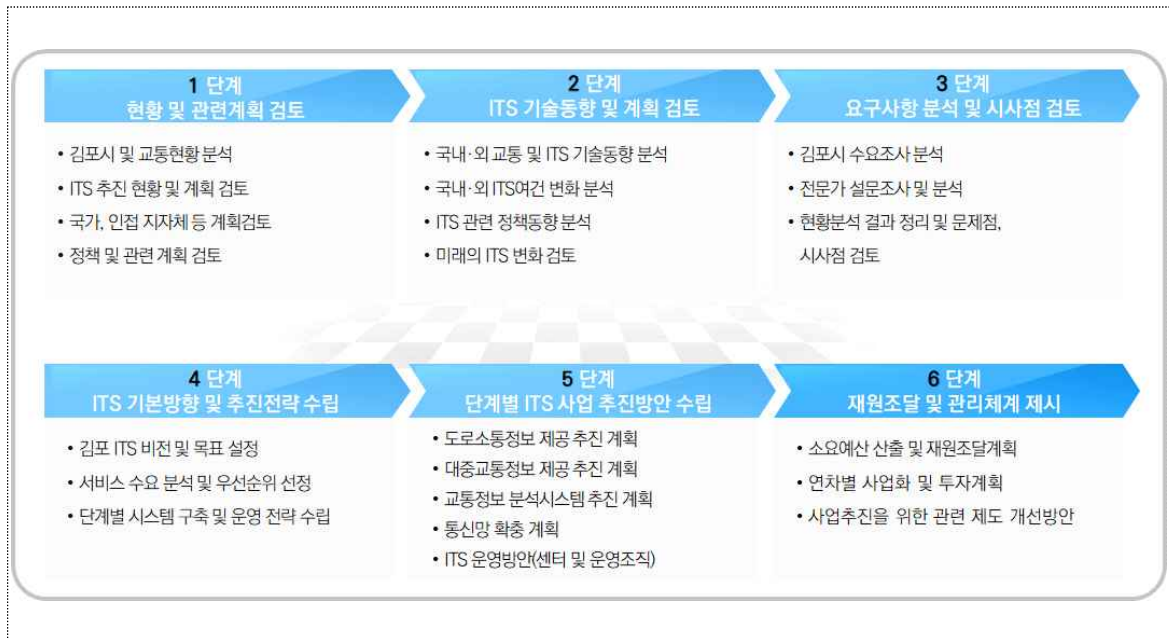 1 단계
현황 및 관련계획 검토
• 김포시 및 교통현황 분석
• ITS 추진 현황 및 계획 검토
• 국가, 인접 지자체 등 계획검토
• 정책 및 관련 계획 검토
2 단계
ITS 기술동향 및 계획 검토
• 국내·외 교통 및 ITS 기술동향 분석
• 국내·외 ITS여건 변화 분석
• ITS 관련 정책동향 분석
• 미래의 ITS 변화 검토
3 단계
요구사항 분석 및 시사점 검토
• 김포시 수요조사 분석
• 전문가 설문조사 및 분석
• 현황분석 결과 정리 및 문제점,
시사점 검토
4 단계
ITS 기본방향 및 추진전략 수립
• 김포 ITS 비전 및 목표 설정
• 서비스 수요 분석 및 우선순위 선정
• 단계별 시스템 구축 및 운영 전략 수립
5 단계
단계별 ITS 사업 추진방안 수립
• 도로소통정보 제공 추진 계획
• 대중교통정보 제공 추진 계획
• 교통정보 분석시스템 추진 계획
• 통신망 확충 계획
• ITS 운영방안(센터 및 운영조직)
6 단계
재원조달 및 관리체계 제시
• 소요예산 산출 및 재원조달계획
• 연차별 사업화 및 투자계획
• 사업추진을 위한 관련 제도 개선방안